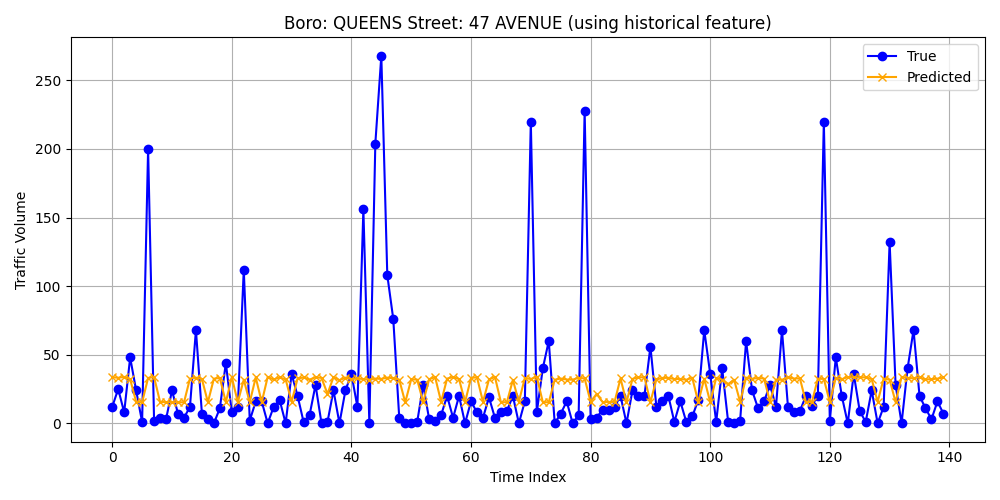 Boro: QUEENS Street: 47 AVENUE (using historical feature)
True
Predicted
Traffic Volume
250
200
150
100
50
0
0 20 40 60 80 100 120 140
Time Index